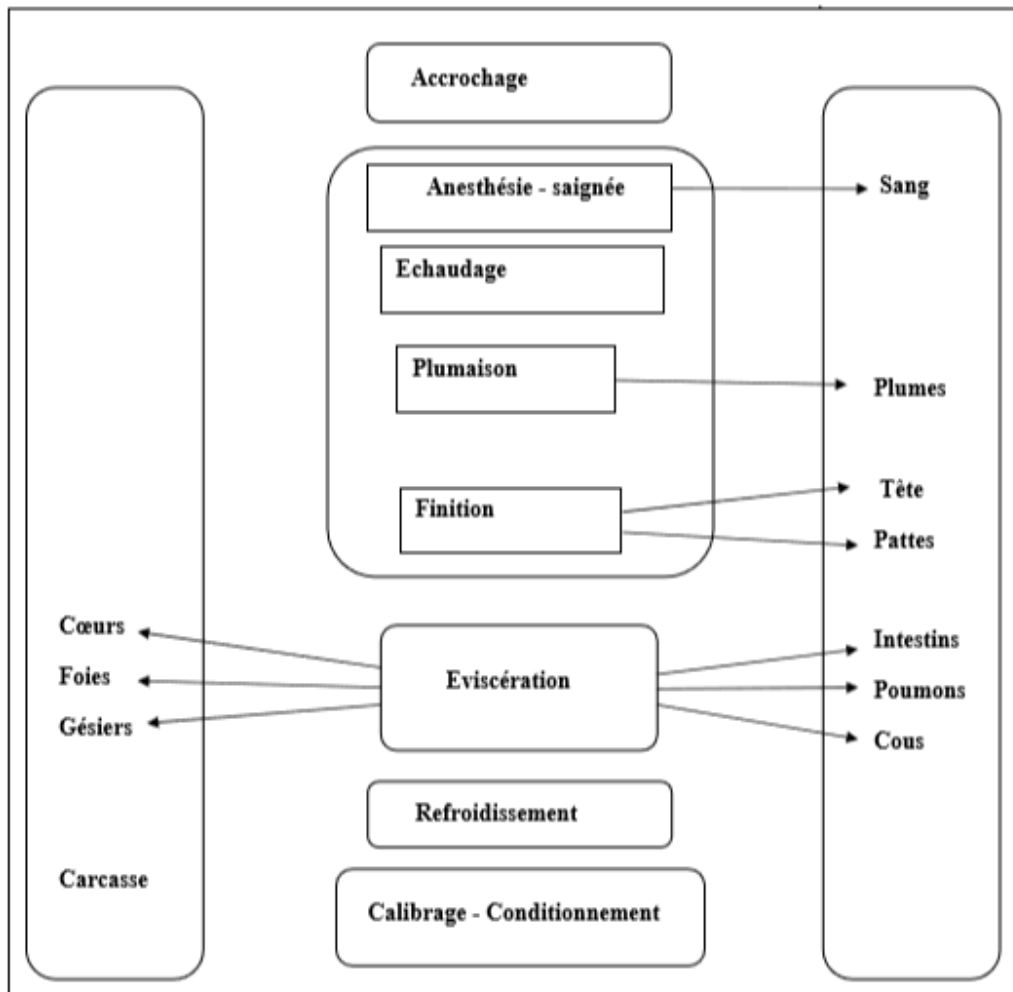 Accrochage
Anesthésie - saignée
Sang
Echaudage
Plumaison
Plumes
Finition
Tête
Pattes
Cœurs
Foies
Gésiers
Eviscération
Intestins
Poumons
Cous
Refroidissement
Carcasse
Calibrage - Conditionnement